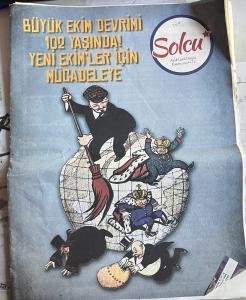 BÜYÜK EKİM DEVRİMİ
102 YAŞINDA!
YENİ EKİM'LER İÇİN
MÜCADELEYE
Solcu